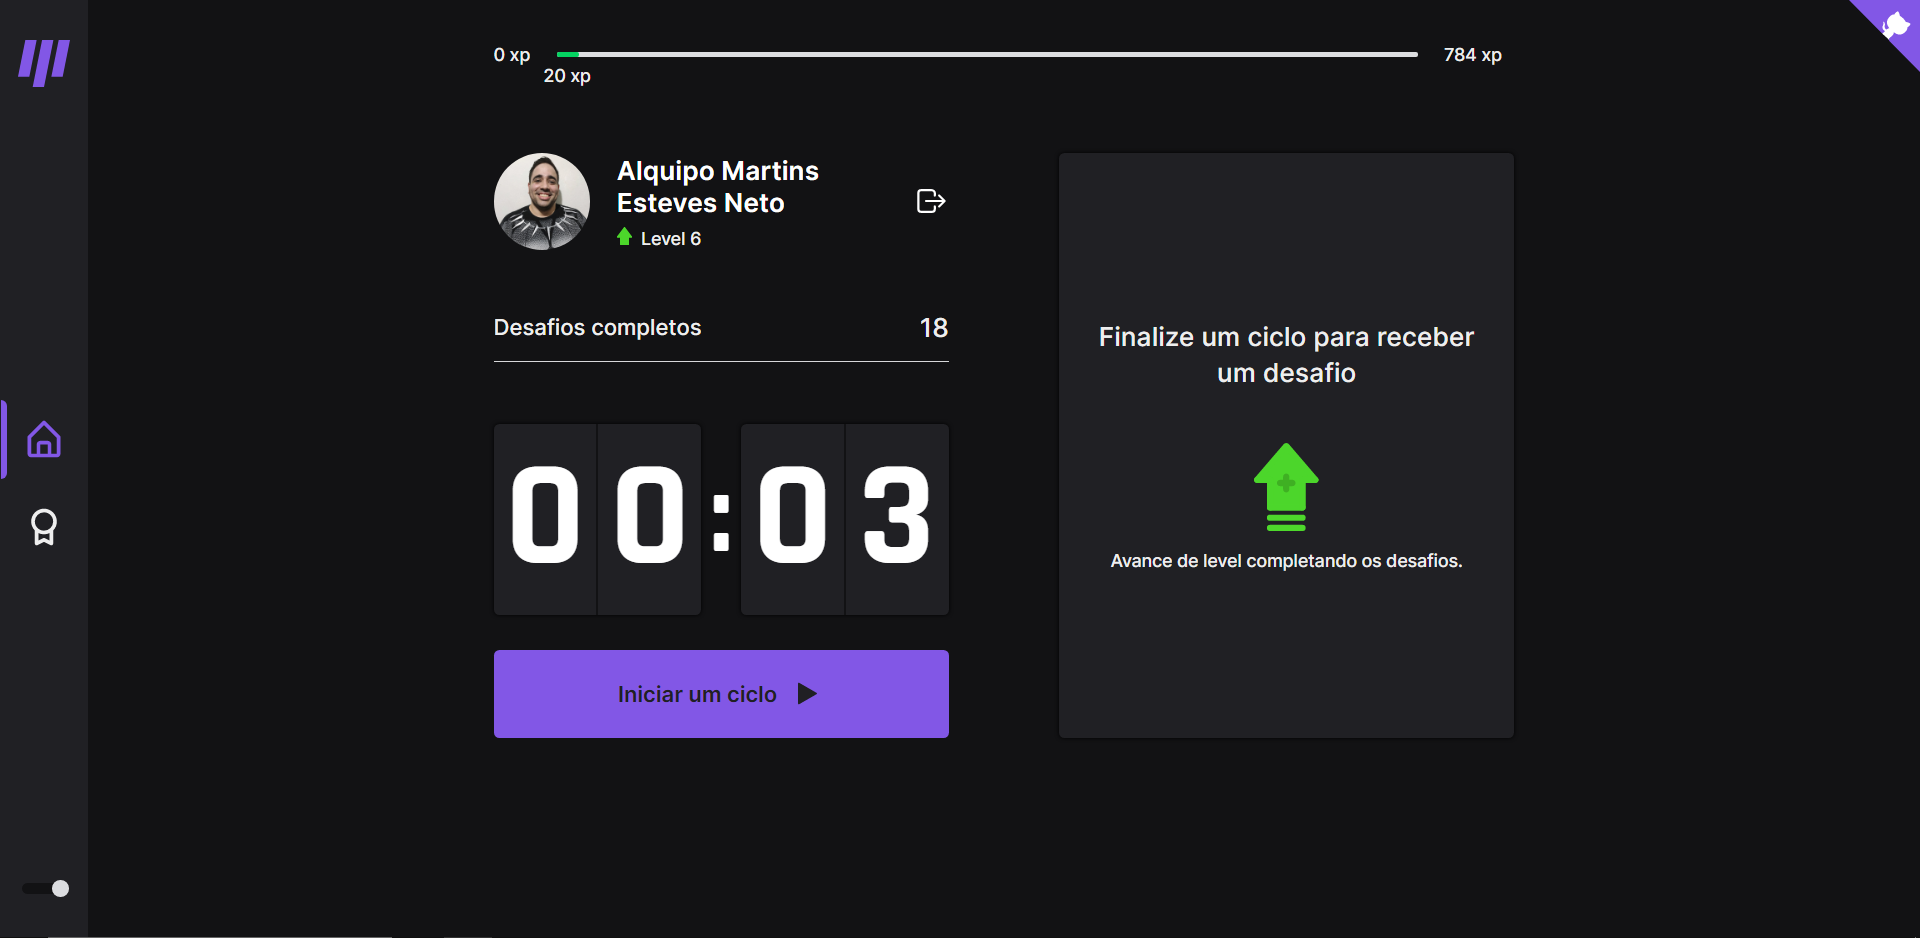 0 xp
784 xp
20 xp
Alquipo Martins
Esteves Neto
Level 6
Desafios completos
18
00:03
Iniciar um ciclo
Finalize um ciclo para receber
um desafio
Avance de level completando os desafios.